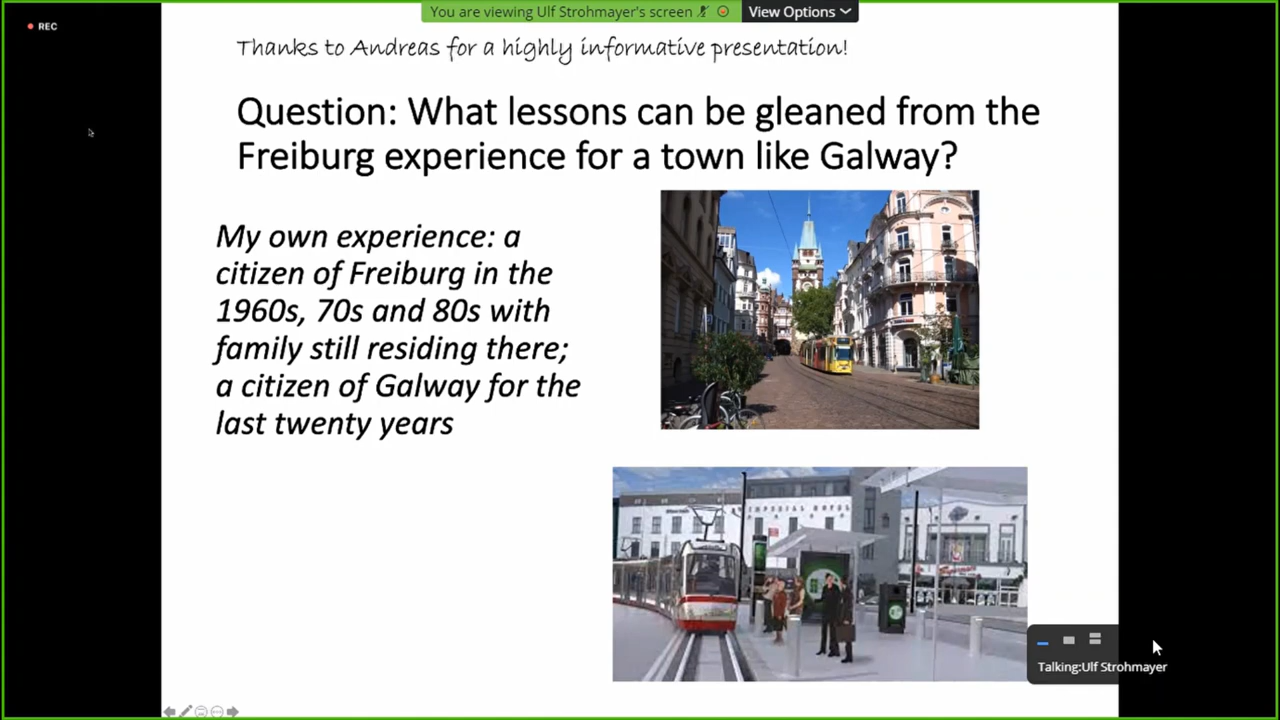 You are viewing Ulf Strohmayer's screen
View Options
REC
Thanks to Andreas for a highly informative presentation!
Question: What lessons can be gleaned from the
Freiburg experience for a town like Galway?
My own experience: a
citizen of Freiburg in the
1960s, 70s and 80s with
family still residing there;
a citizen of Galway for the
last twenty years
IMPERIAL HOTEL
Talking:Ulf Strohmayer